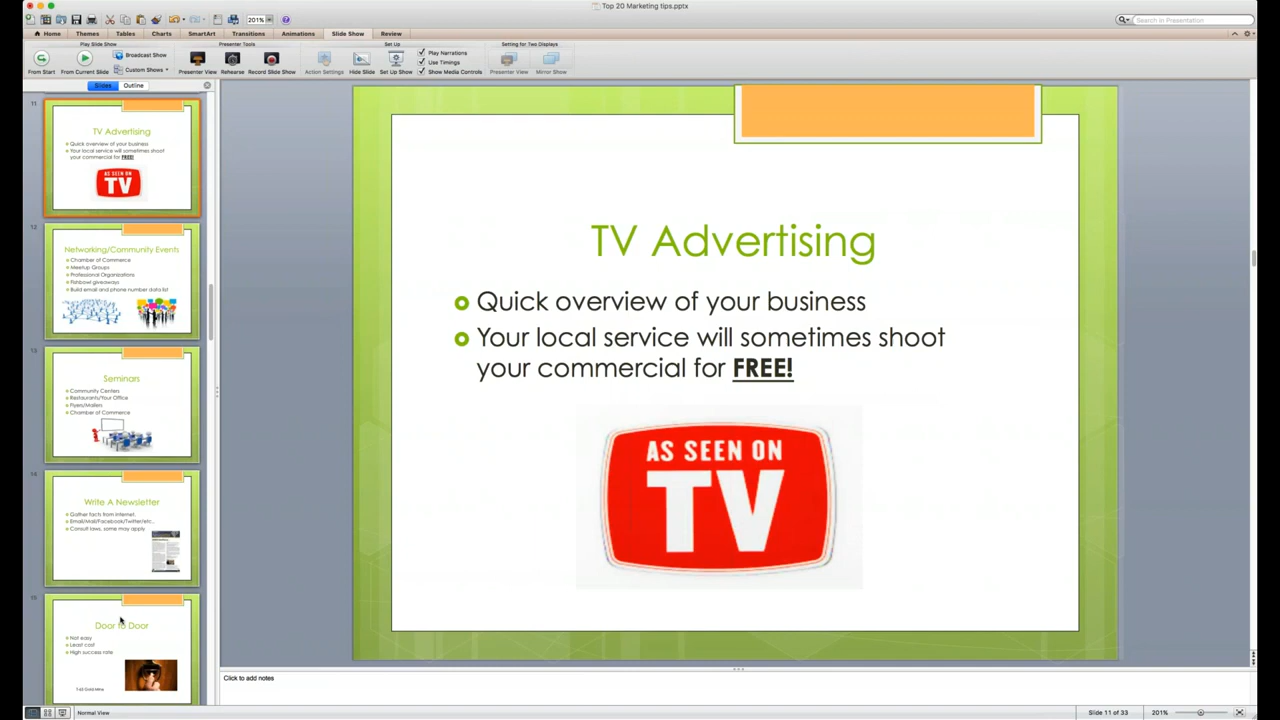 Top 20 Marketing tips.pptx
201%
Search in Presentation
Home Themes Tables Charts SmartArt Transitions Animations Slide Show Review
Play Slide Show Presenter Tools Set Up Setting for Two Displays
From Start
From Current Slide
Broadcast Show
Custom Shows
Presenter View
Rehearse
Record Slide Show
Action Settings
Hide Slide
Set Up Show
Play Narrations
Use Timings
Show Media Controls
Presenter View
Mirror Show
Slides Outline
11
TV Advertising
Quick overview of your business
Your local service will sometimes shoot
your commercial for FREE!
AS SEEN ON
TV
12
Networking/Community Events
Chamber of Commerce
Meetup Groups
Professional Organizations
Fishbowl giveaways
Build email and phone number data list
13
Seminars
Community Centers
Restaurants/Your Office
Flyers/Mailers
Chamber of Commerce
14
Write A Newsletter
Gather facts from internet.
Email/Mail/Facebook/Twitter/etc.
Consult laws, some may apply
15
Door to Door
Not easy
Least cost
High success rate
TV Advertising
Quick overview of your business
Your local service will sometimes shoot
your commercial for FREE!
AS SEEN ON
TV
Click to add notes
Normal View
Slide 11 of 33
201%